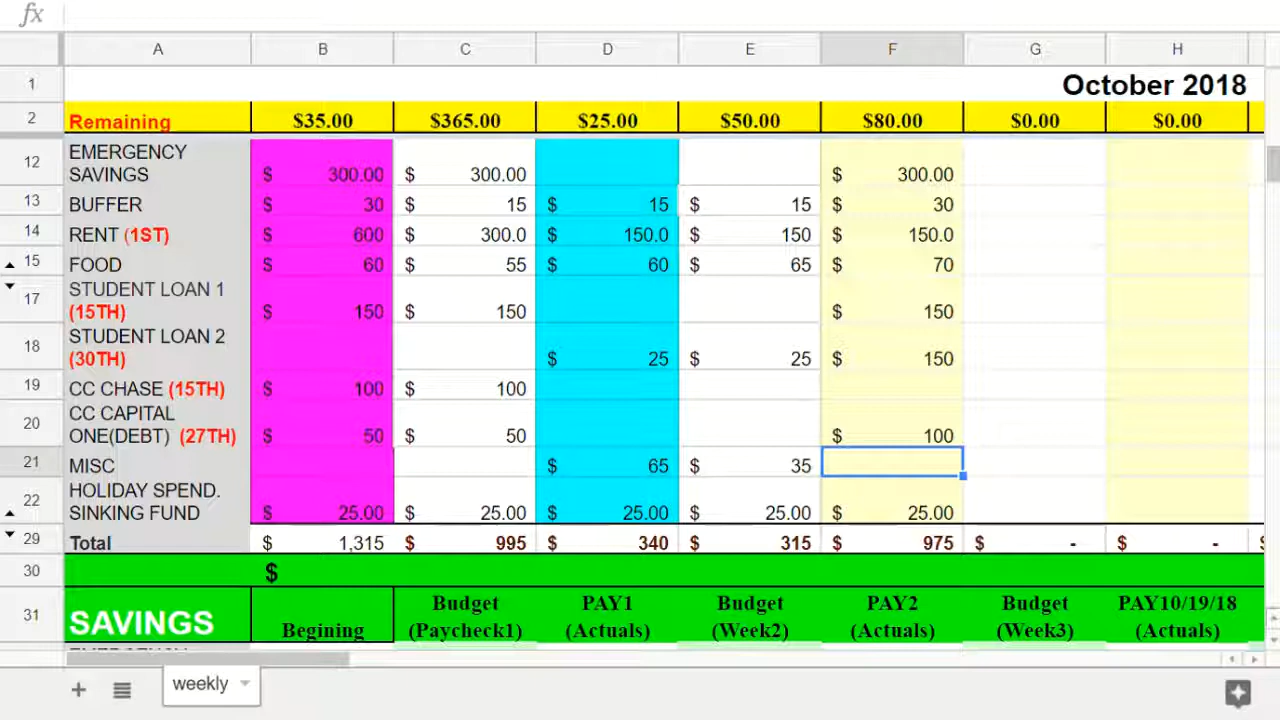 fx
A B C D E F G H
1 October 2018
2 Remaining $35.00 $365.00 $25.00 $50.00 $80.00 $0.00 $0.00
12 EMERGENCY
SAVINGS $ 300.00 $ 300.00 $ 300.00
13 BUFFER $ 30 $ 15 $ 15 $ 15 $ 30
14 RENT (1ST) $ 600 $ 300.0 $ 150.0 $ 150 $ 150.0
15 FOOD $ 60 $ 55 $ 60 $ 65 $ 70
17 STUDENT LOAN 1
(15TH) $ 150 $ 150 $ 150
18 STUDENT LOAN 2
(30TH) $ 25 $ 25 $ 150
19 CC CHASE (15TH) $ 100 $ 100
20 CC CAPITAL
ONE(DEBT) (27TH) $ 50 $ 50 $ 100
21 MISC $ 65 $ 35
22 HOLIDAY SPEND.
SINKING FUND $ 25.00 $ 25.00 $ 25.00 $ 25.00 $ 25.00
29 Total $ 1,315 $ 995 $ 340 $ 315 $ 975 $ - $ - $
30 $
31 SAVINGS Begining Budget (Paycheck1) PAY1 (Actuals) Budget (Week2) PAY2 (Actuals) Budget (Week3) PAY10/19/18 (Actuals)
weekly